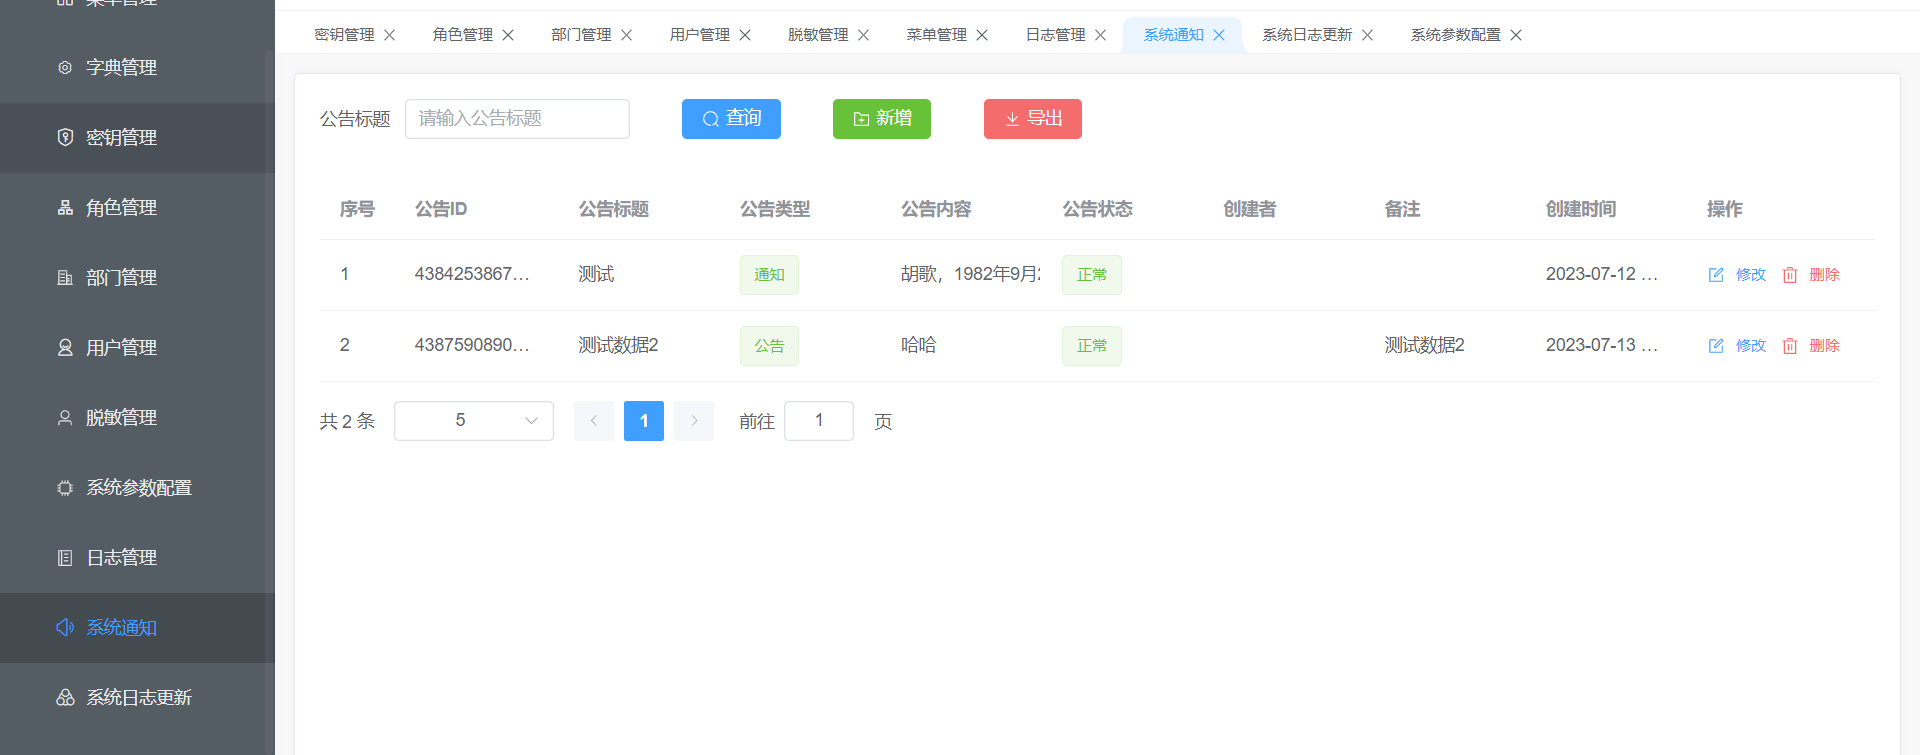 字典管理
密钥管理
角色管理
部门管理
用户管理
脱敏管理
系统参数配置
日志管理
系统通知
系统日志更新
密钥管理 角色管理 部门管理 用户管理 脱敏管理 菜单管理 日志管理 系统通知 系统日志更新 系统参数配置
公告标题 请输入公告标题 查询 新增 导出
序号 公告ID 公告标题 公告类型 公告内容 公告状态 创建者 备注 创建时间 操作
1 4384253867... 测试 通知 胡歌，1982年9月 正常 2023-07-12 ... 修改 删除
2 4387590890... 测试数据2 公告 哈哈 正常 测试数据2 2023-07-13 ... 修改 删除
共 2 条 5 1 前往 1 页